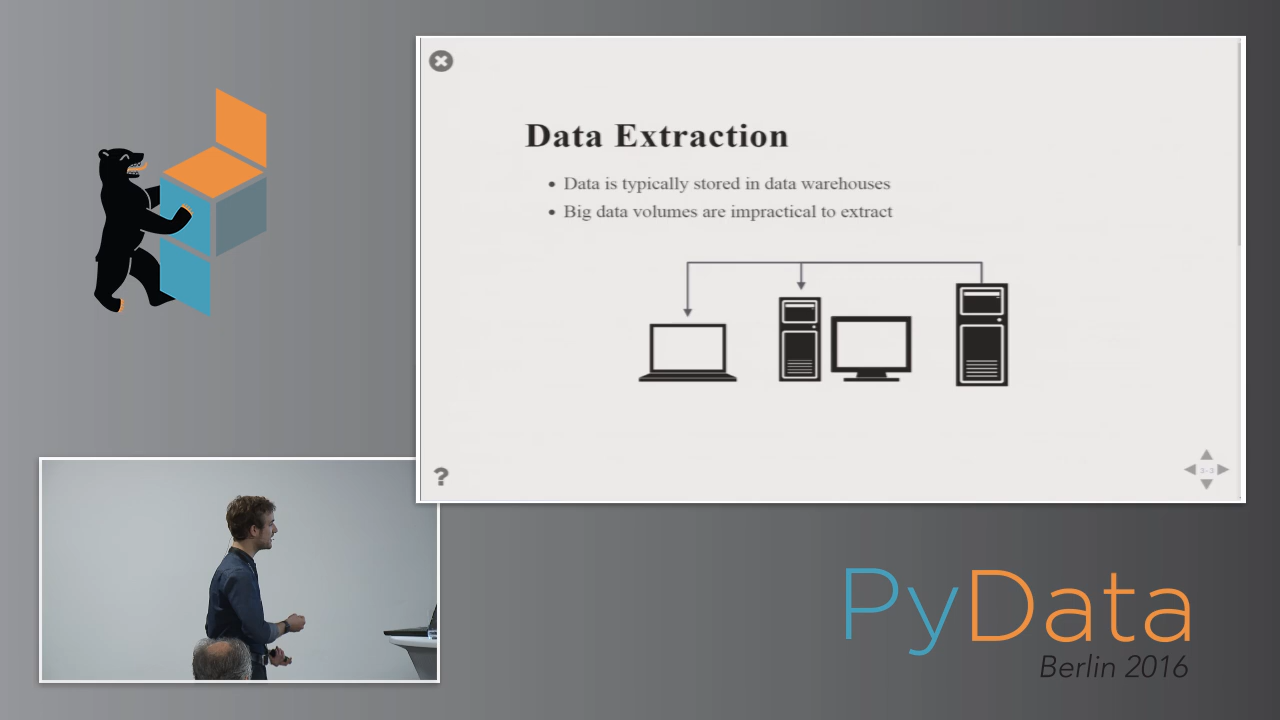 Data Extraction
• Data is typically stored in data warehouses
• Big data volumes are impractical to extract
?
PyData
Berlin 2016